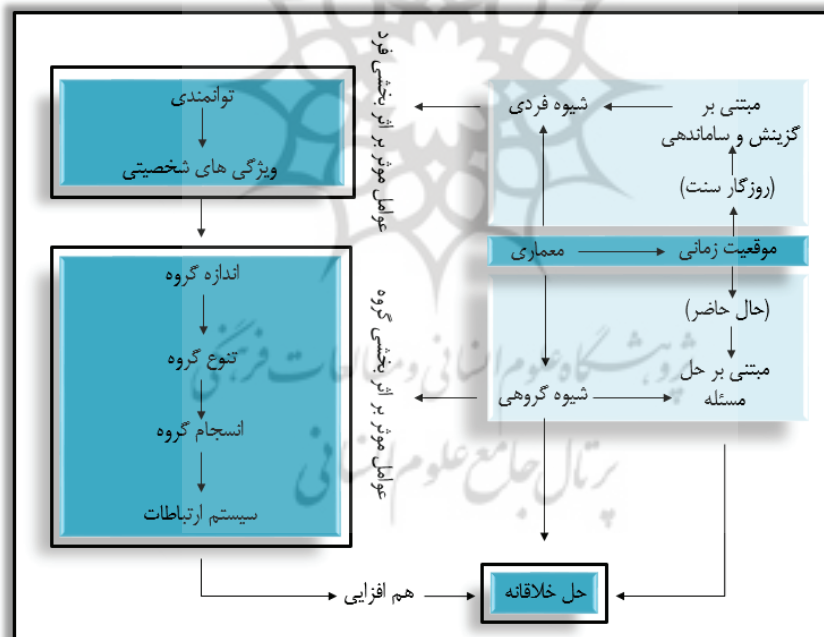 عوامل موثر بر اثر بخشی فرد
عوامل موثر بر اثر بخشی گروه
مبتنی بر
گزینش و ساماندهی
شیوه فردی
(روزگار سنت)
موقعیت زمانی
معماری
(حال حاضر)
مبتنی بر حل
مسئله
شیوه گروهی
توانمندی
ویژگی های شخصیتی
اندازه گروه
تنوع گروه
انسجام گروه
سیستم ارتباطات
هم افزایی
حل خلاقانه
پژوهشگاه علوم انسانی و مطالعات فرهنگی
پرتال جامع علوم انسانی